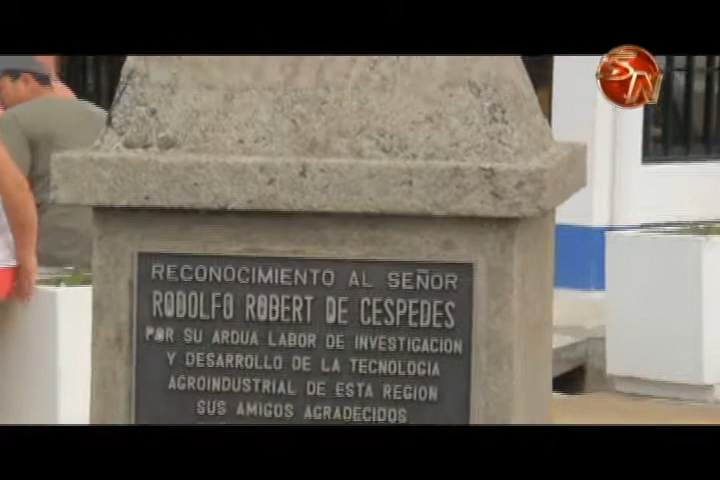 SN
RECONOCIMIENTO AL SEÑOR
RODOLFO ROBERT DE CESPEDES
POR SU ARDUA LABOR DE INVESTIGACION
Y DESARROLLO DE LA TECNOLOGIA
AGROINDUSTRIAL DE ESTA REGION
SUS AMIGOS AGRADECIDOS